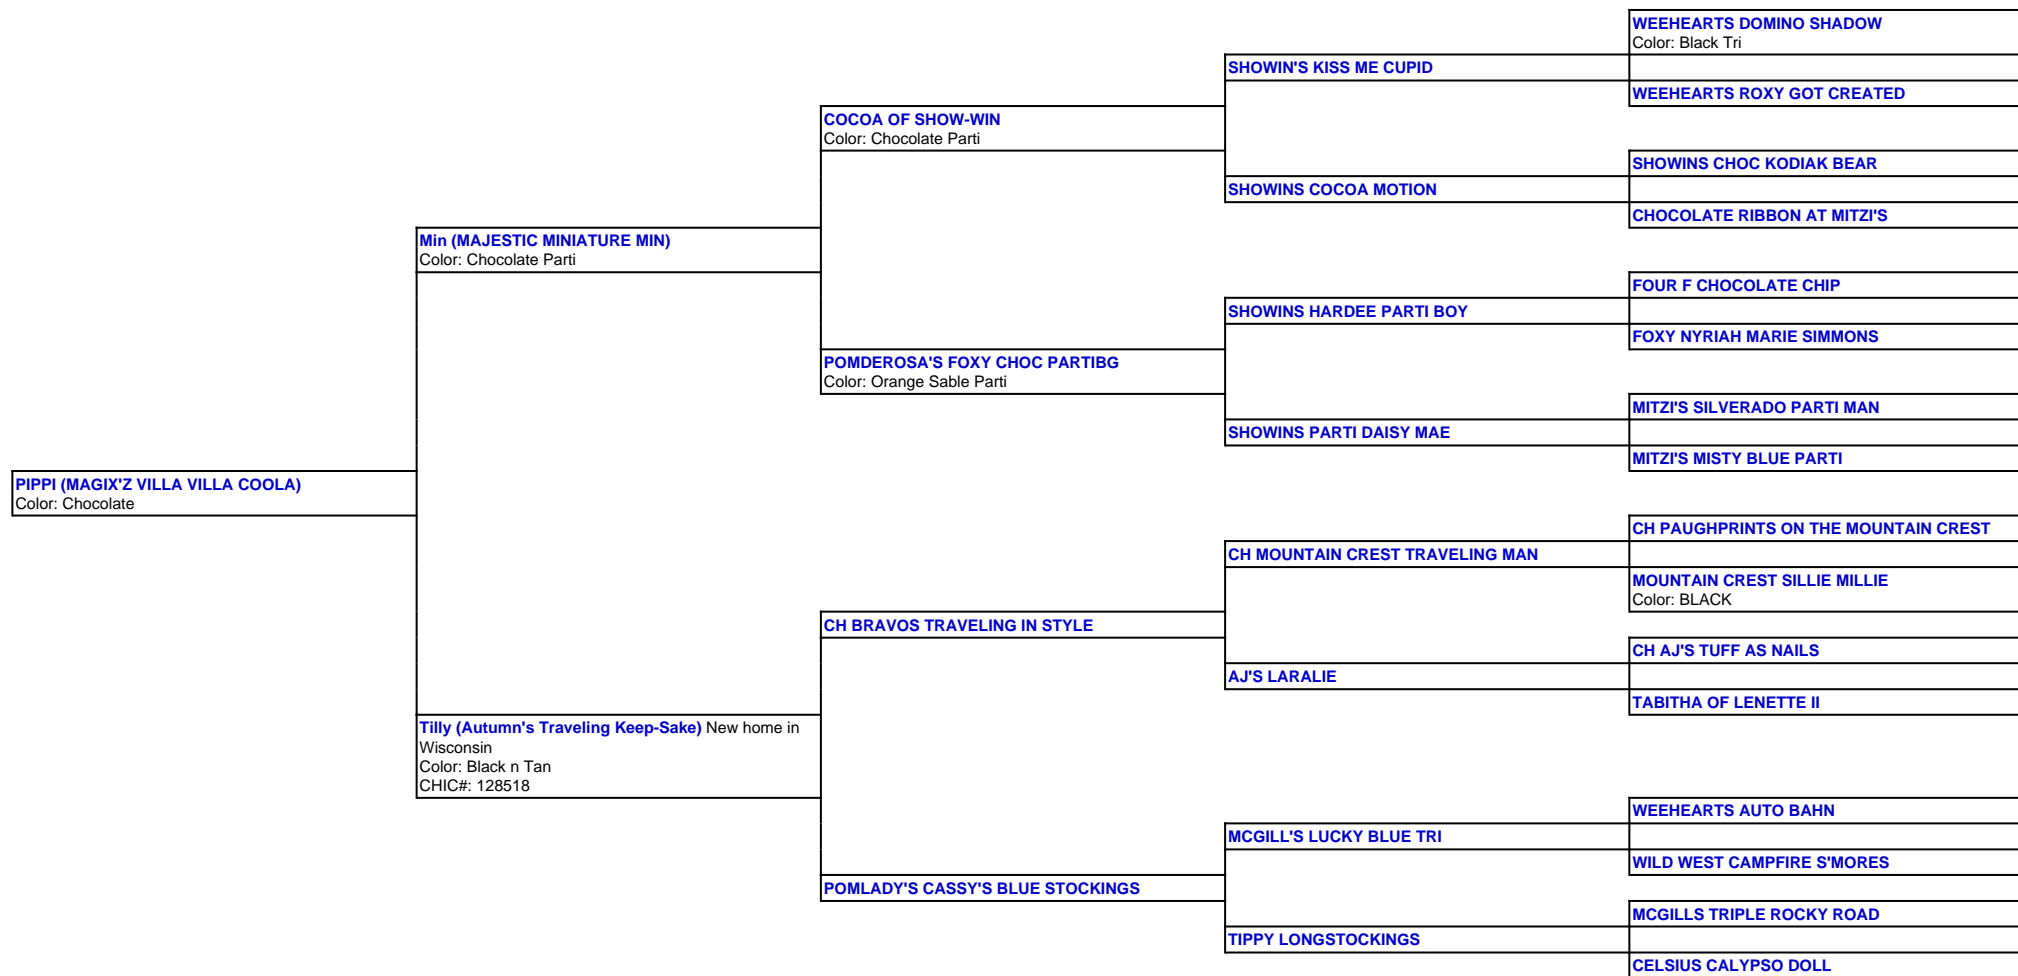 WEEHEARTS DOMINO SHADOW
Color: Black Tri
SHOWIN'S KISS ME CUPID
WEEHEARTS ROXY GOT CREATED
COCOA OF SHOW-WIN
Color: Chocolate Parti
SHOWINS CHOC KODIAK BEAR
SHOWINS COCOA MOTION
CHOCOLATE RIBBON AT MITZI'S
Min (MAJESTIC MINIATURE MIN)
Color: Chocolate Parti
FOUR F CHOCOLATE CHIP
SHOWINS HARDEE PARTI BOY
FOXY NYRIAH MARIE SIMMONS
POMDEROSA'S FOXY CHOC PARTIBG
Color: Orange Sable Parti
MITZI'S SILVERADO PARTI MAN
SHOWINS PARTI DAISY MAE
MITZI'S MISTY BLUE PARTI
PIPPI (MAGIX'Z VILLA VILLA COOLA)
Color: Chocolate
CH PAUGHPRINTS ON THE MOUNTAIN CREST
CH MOUNTAIN CREST TRAVELING MAN
MOUNTAIN CREST SILLIE MILLIE
Color: BLACK
CH BRAVOS TRAVELING IN STYLE
CH AJ'S TUFF AS NAILS
AJ'S LARALIE
TABITHA OF LENETTE II
Tilly (Autumn's Traveling Keep-Sake) New home in
Wisconsin
Color: Black n Tan
CHIC#: 128518
WEEHEARTS AUTO BAHN
MCGILL'S LUCKY BLUE TRI
WILD WEST CAMPFIRE S'MORES
POMLADY'S CASSY'S BLUE STOCKINGS
MCGILLS TRIPLE ROCKY ROAD
TIPPY LONGSTOCKINGS
CELSIUS CALYPSO DOLL